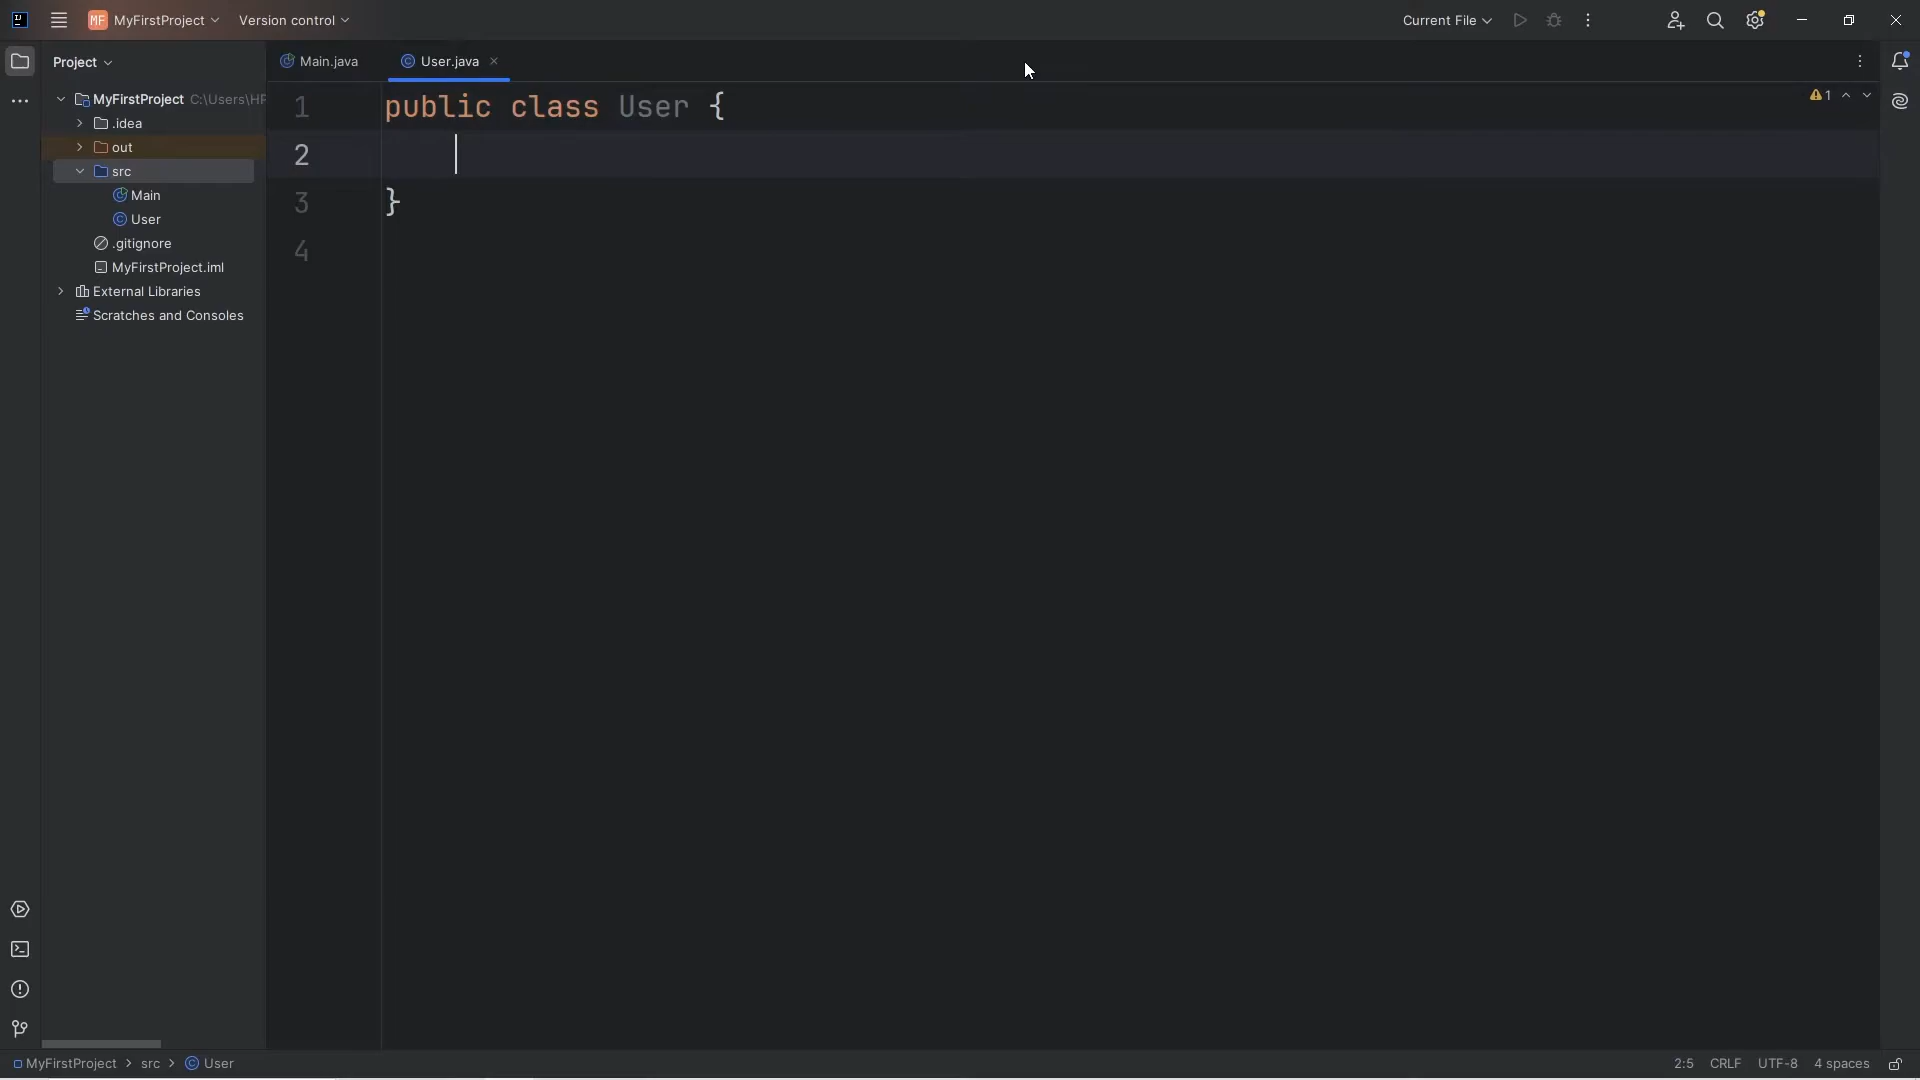 MF MyFirstProject Version control Current File
Project
Main.java User.java
MyFirstProject C:\Users\HP
.idea
out
src
Main
User
.gitignore
MyFirstProject.iml
External Libraries
Scratches and Consoles
1 public class User {
2
3 }
4
1
MyFirstProject > src > User 2:5 CRLF UTF-8 4 spaces